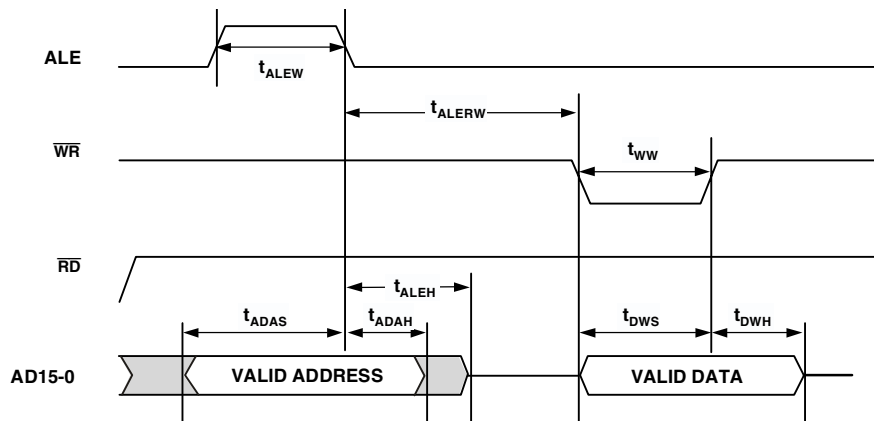 ALE
tALEW
tALERW
WR
tWW
RD
tALEH
tADAS
tADAH
tDWS
tDWH
AD15-0
VALID ADDRESS
VALID DATA